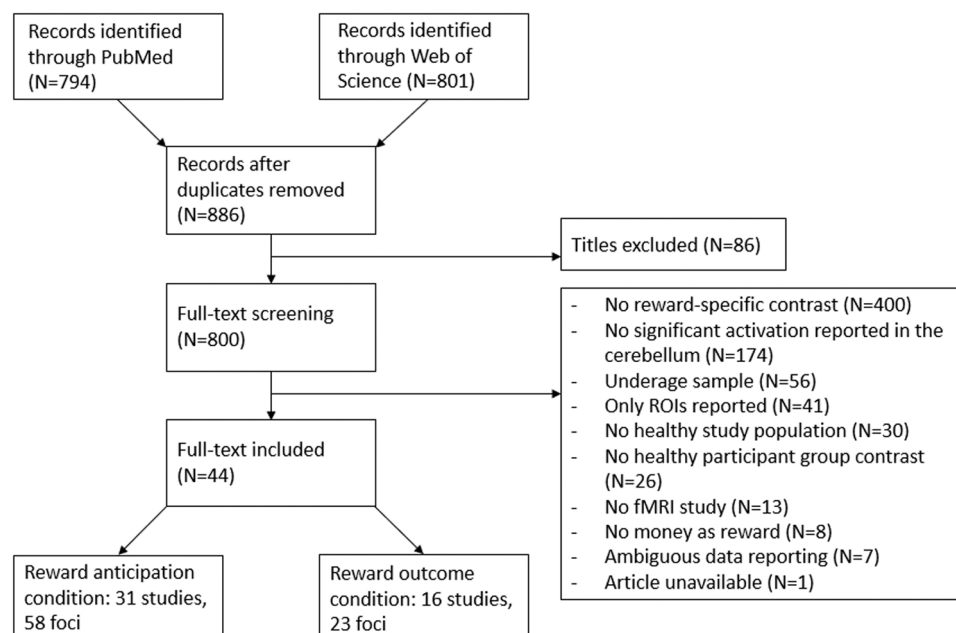 Records identified
through PubMed
(N=794)
Records identified
through Web of
Science (N=801)
Records after
duplicates removed
(N=886)
Titles excluded (N=86)
Full-text screening
(N=800)
- No reward-specific contrast (N=400)
- No significant activation reported in the
cerebellum (N=174)
- Underage sample (N=56)
- Only ROIs reported (N=41)
- No healthy study population (N=30)
- No healthy participant group contrast
(N=26)
- No fMRI study (N=13)
- No money as reward (N=8)
- Ambiguous data reporting (N=7)
- Article unavailable (N=1)
Full-text included
(N=44)
Reward anticipation
condition: 31 studies,
58 foci
Reward outcome
condition: 16 studies,
23 foci